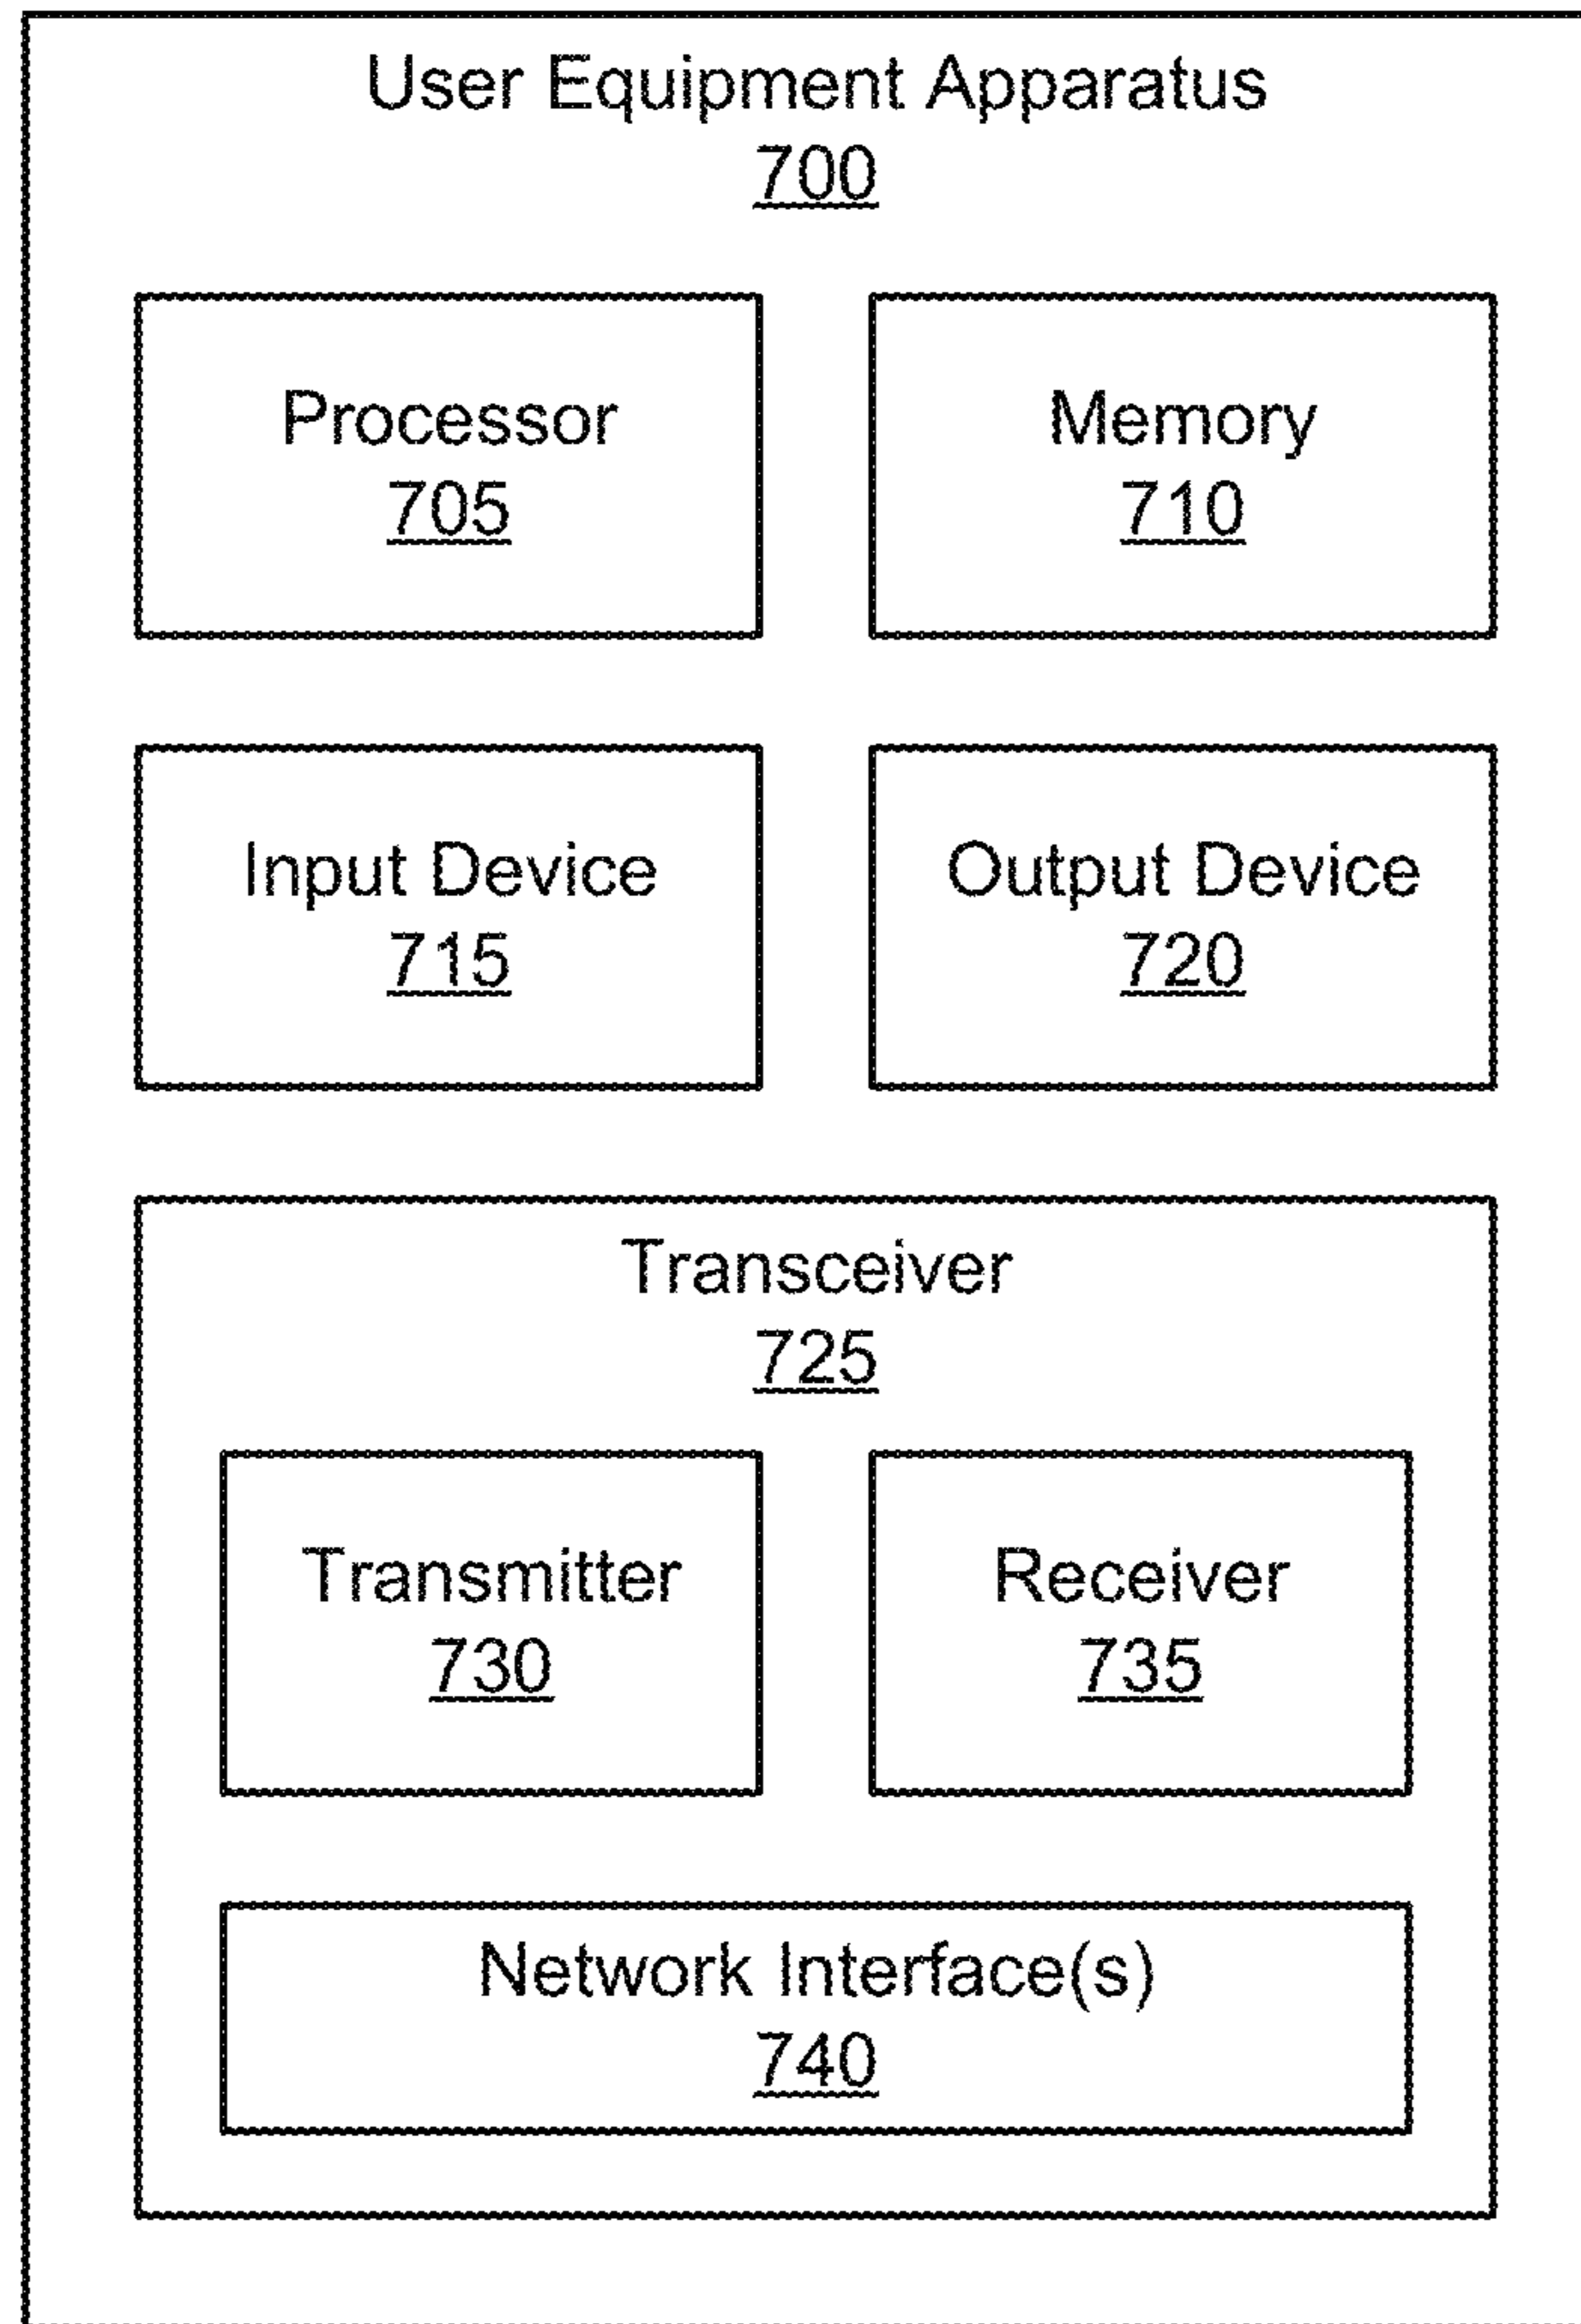 User Equipment Apparatus
700
Processor
705
Memory
710
Input Device
715
Output Device
720
Transceiver
725
Transmitter
730
Receiver
735
Network Interface(s)
740